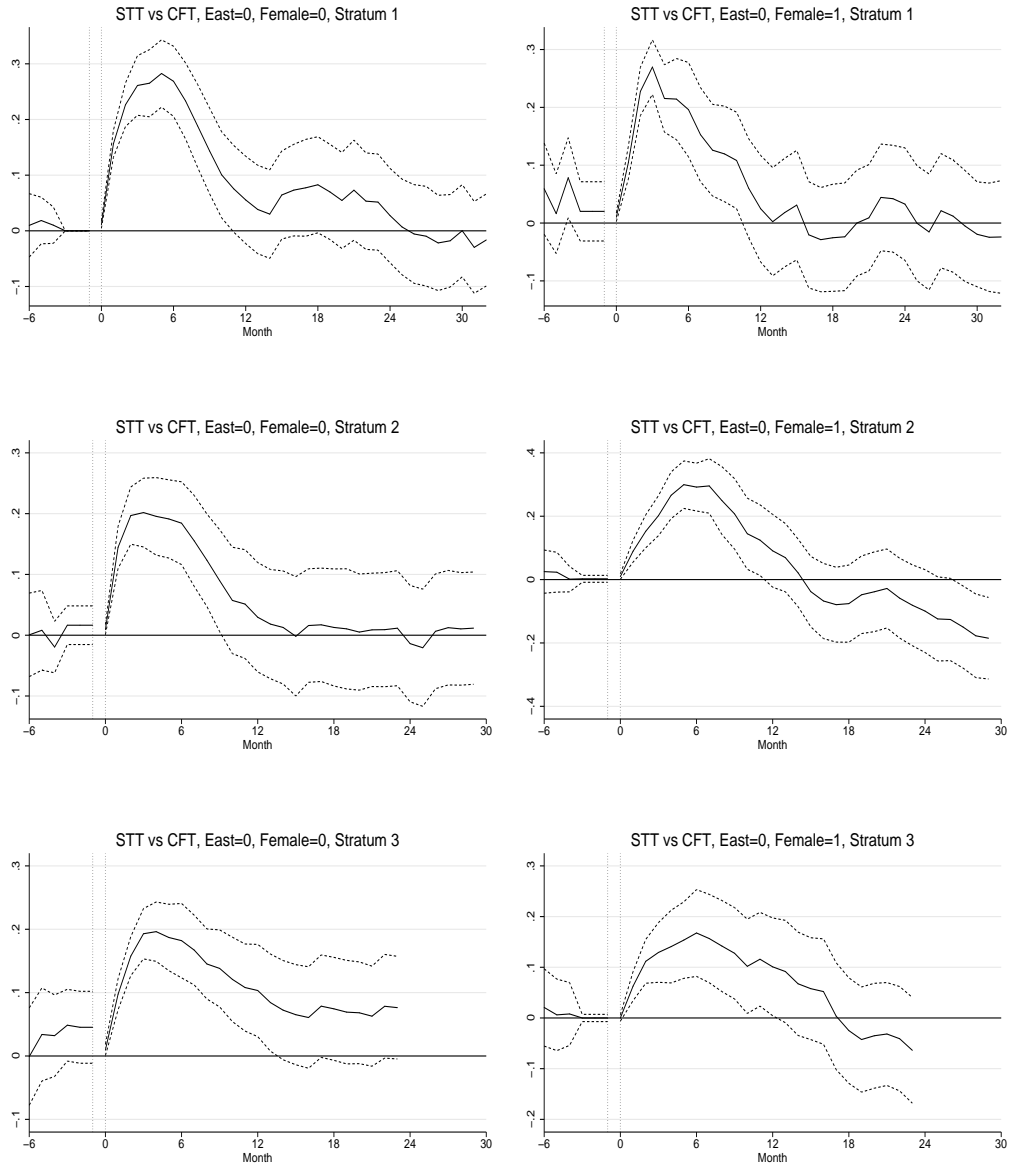 STT vs CFT, East=0, Female=0, Stratum 1
.3
.2
.1
0
−.1
−6 0 6 12 18 24 30
Month
STT vs CFT, East=0, Female=1, Stratum 1
.3
.2
.1
0
−.1
−6 0 6 12 18 24 30
Month
STT vs CFT, East=0, Female=0, Stratum 2
.3
.2
.1
0
−.1
−6 0 6 12 18 24 30
Month
STT vs CFT, East=0, Female=1, Stratum 2
.4
.2
0
−.2
−.4
−6 0 6 12 18 24 30
Month
STT vs CFT, East=0, Female=0, Stratum 3
.3
.2
.1
0
−.1
−6 0 6 12 18 24 30
Month
STT vs CFT, East=0, Female=1, Stratum 3
.3
.2
.1
0
−.1
−.2
−6 0 6 12 18 24 30
Month